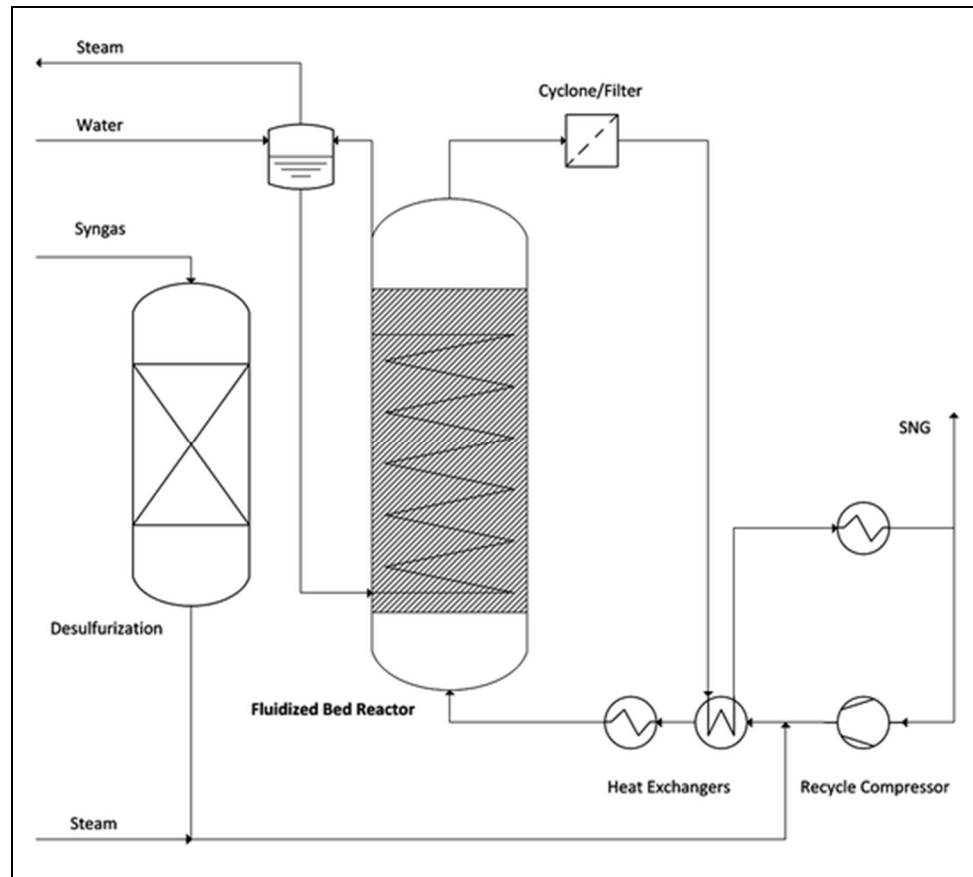 Steam
Cyclone/Filter
Water
Syngas
SNG
Desulfurization
Fluidized Bed Reactor
Heat Exchangers
Recycle Compressor
Steam